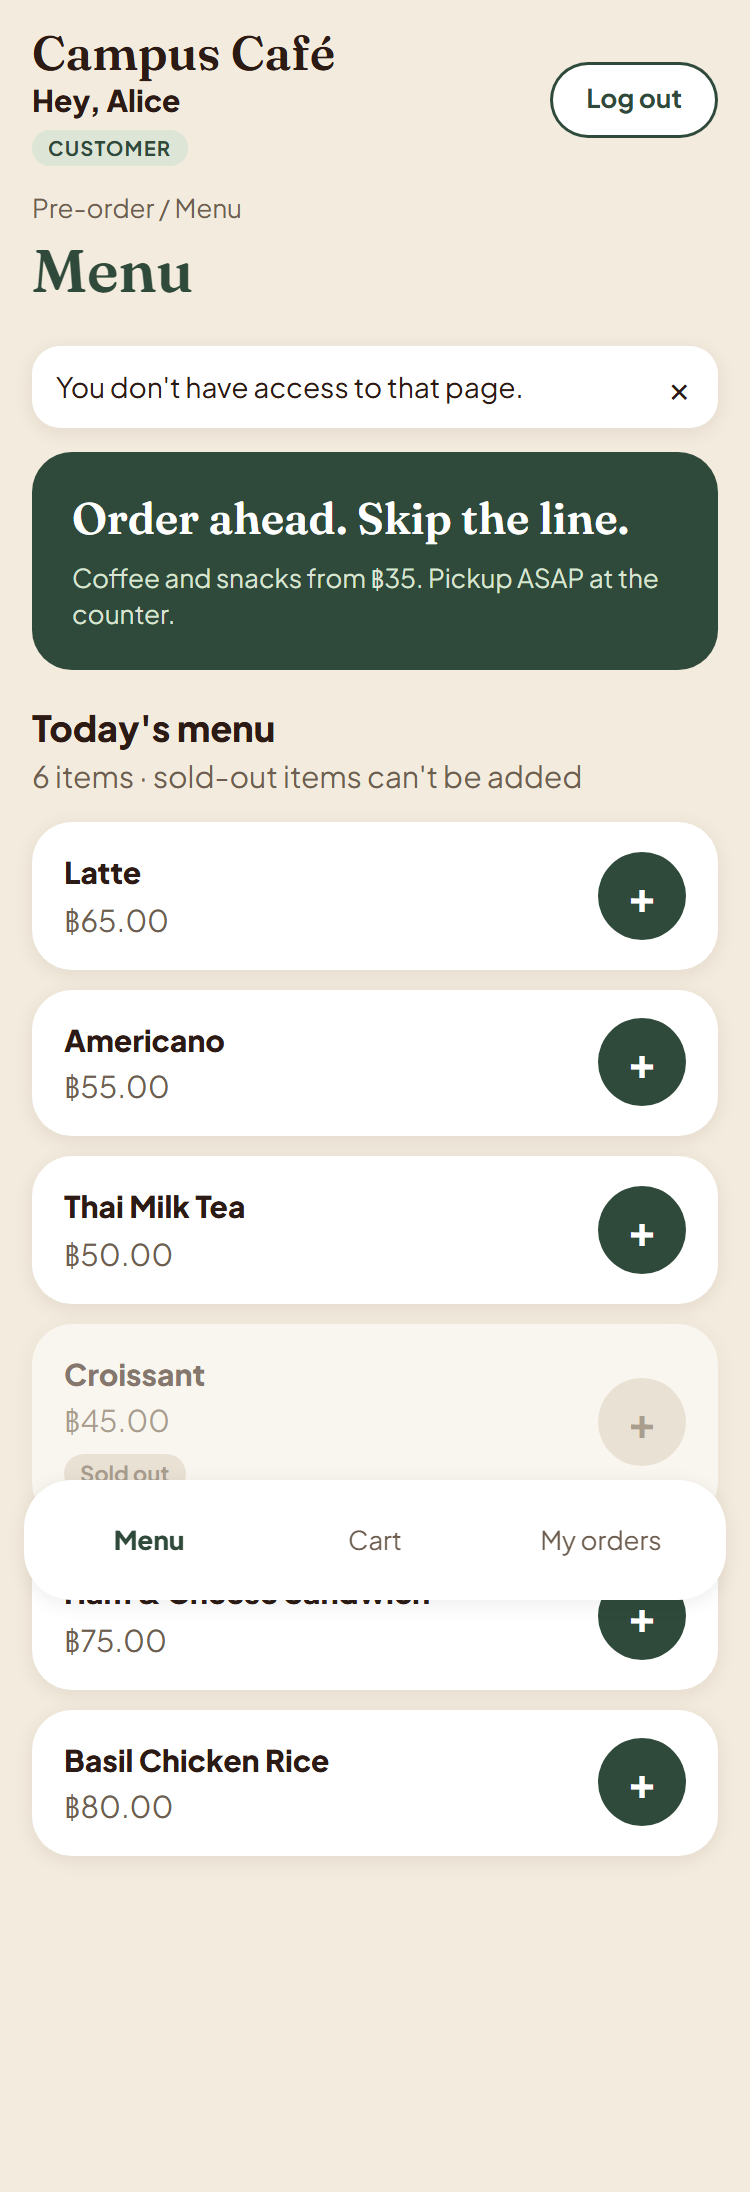 Campus Café
Hey, Alice
CUSTOMER
Log out
Pre-order / Menu
Menu
You don't have access to that page.
×
Order ahead. Skip the line.
Coffee and snacks from ฿35. Pickup ASAP at the
counter.
Today's menu
6 items · sold-out items can't be added
Latte
฿65.00
+
Americano
฿55.00
+
Thai Milk Tea
฿50.00
+
Croissant
฿45.00
Sold out
+
Menu
Cart
My orders
Ham & Cheese Sandwich
฿75.00
+
Basil Chicken Rice
฿80.00
+